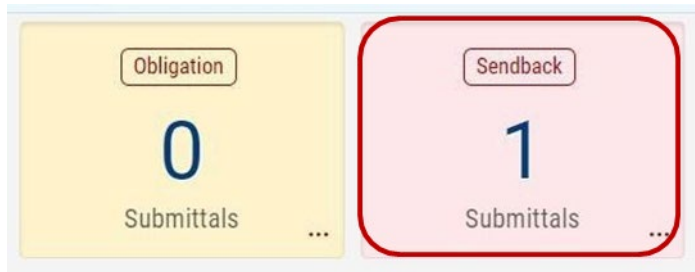 Obligation
0
Submittals
...
Sendback
1
Submittals
...